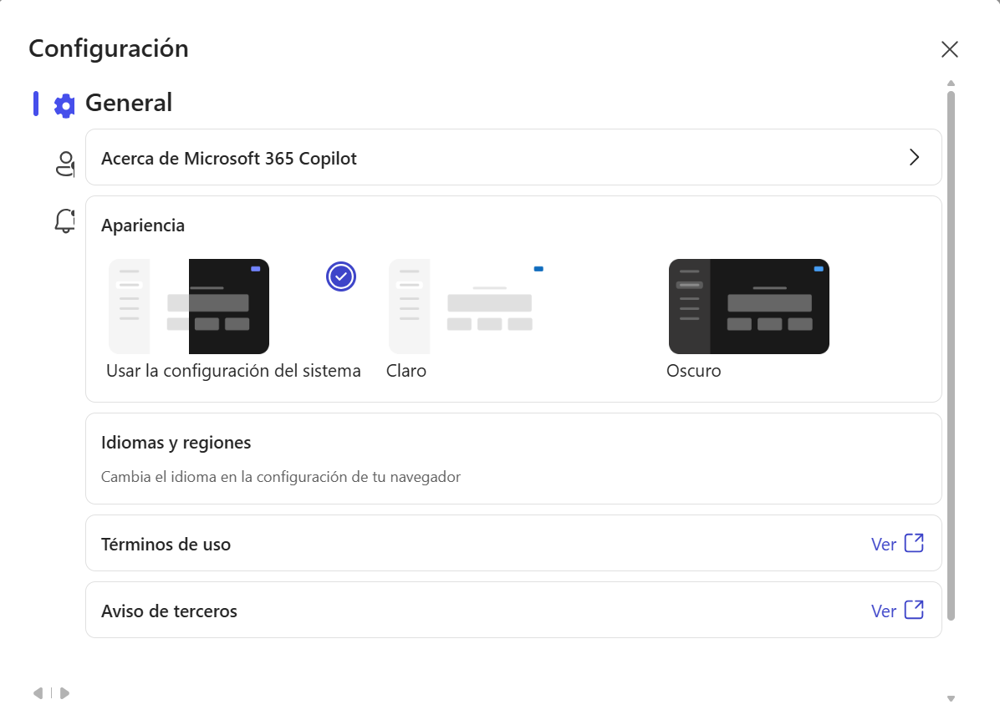 Configuración
General
Acerca de Microsoft 365 Copilot
Apariencia
Usar la configuración del sistema
Claro
Oscuro
Idiomas y regiones
Cambia el idioma en la configuración de tu navegador
Términos de uso
Ver
Aviso de terceros
Ver